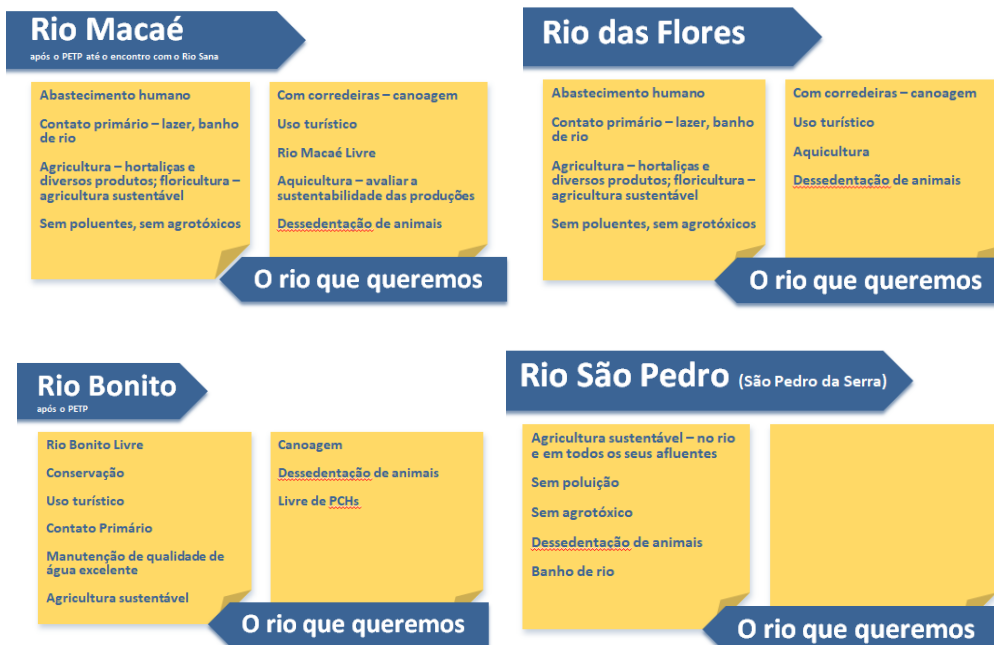 Rio Macaé
após o PETP até o encontro com o Rio Sana
Abastecimento humano
Contato primário – lazer, banho
de rio
Agricultura – hortaliças e
diversos produtos; floricultura –
agricultura sustentável
Sem poluentes, sem agrotóxicos
Com corredeiras – canoagem
Uso turístico
Rio Macaé Livre
Aquicultura – avaliar a
sustentabilidade das produções
Dessedentação de animais
O rio que queremos
Rio das Flores
Abastecimento humano
Contato primário – lazer, banho
de rio
Agricultura – hortaliças e
diversos produtos; floricultura –
agricultura sustentável
Sem poluentes, sem agrotóxicos
Com corredeiras – canoagem
Uso turístico
Aquicultura
Dessedentação de animais
O rio que queremos
Rio Bonito
após o PETP
Rio Bonito Livre
Conservação
Uso turístico
Contato Primário
Manutenção de qualidade de
água excelente
Agricultura sustentável
Canoagem
Dessedentação de animais
Livre de PCHs
O rio que queremos
Rio São Pedro (São Pedro da Serra)
Agricultura sustentável – no rio
e em todos os seus afluentes
Sem poluição
Sem agrotóxico
Dessedentação de animais
Banho de rio
O rio que queremos